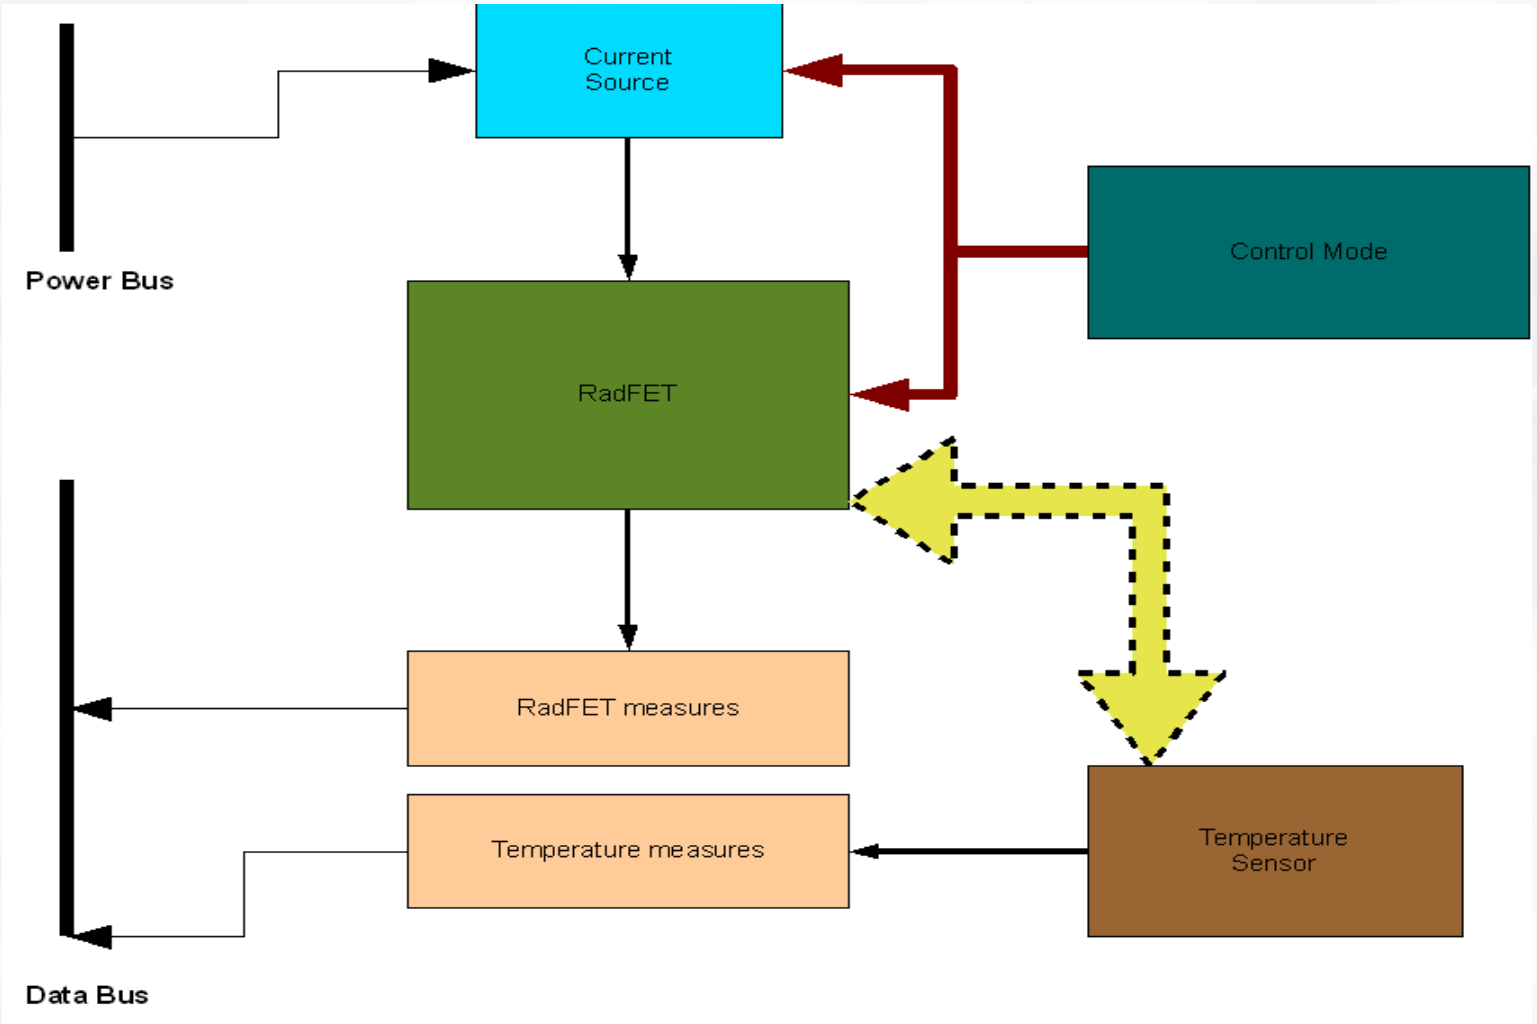 Current
Source
Control Mode
Power Bus
RadFET
RadFET measures
Temperature measures
Temperature
Sensor
Data Bus